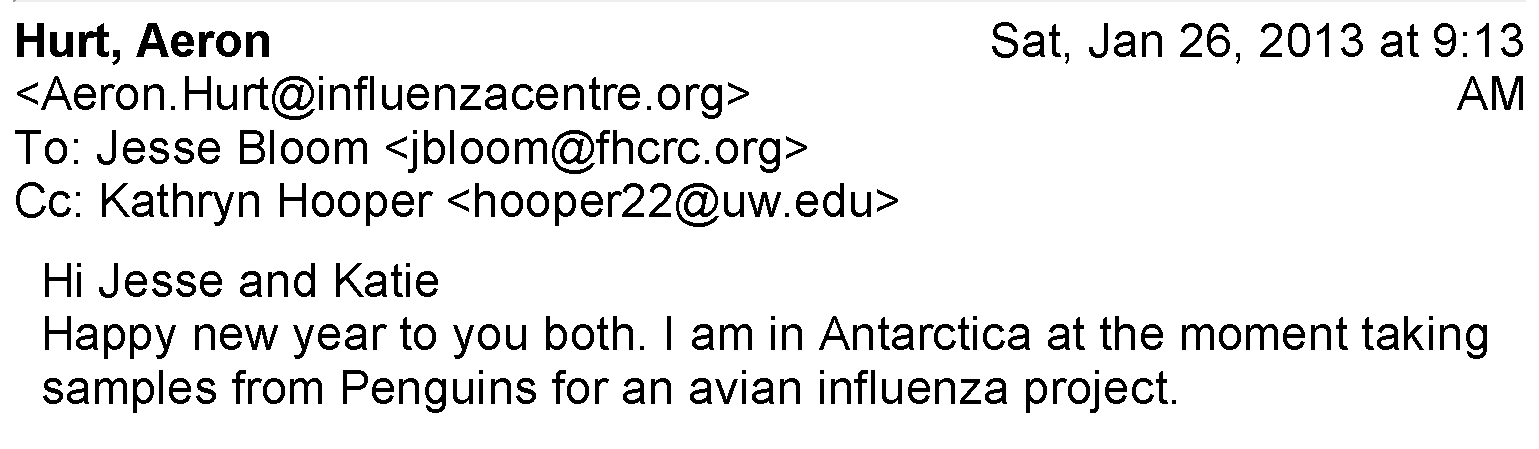 Hurt, Aeron Sat, Jan 26, 2013 at 9:13
<Aeron.Hurt@influenzacentre.org> AM
To: Jesse Bloom <jbloom@fhcrc.org>
Cc: Kathryn Hooper <hooper22@uw.edu>
Hi Jesse and Katie
Happy new year to you both. I am in Antarctica at the moment taking
samples from Penguins for an avian influenza project.